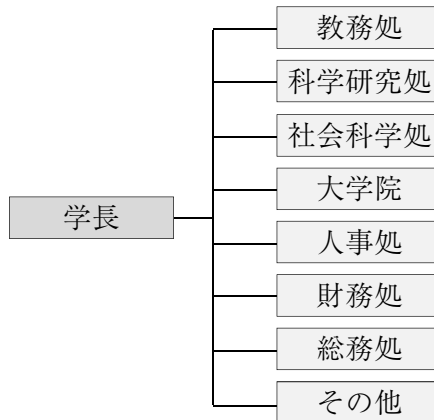 学長
教務処
科学研究処
社会科学処
大学院
人事処
財務処
総務処
その他